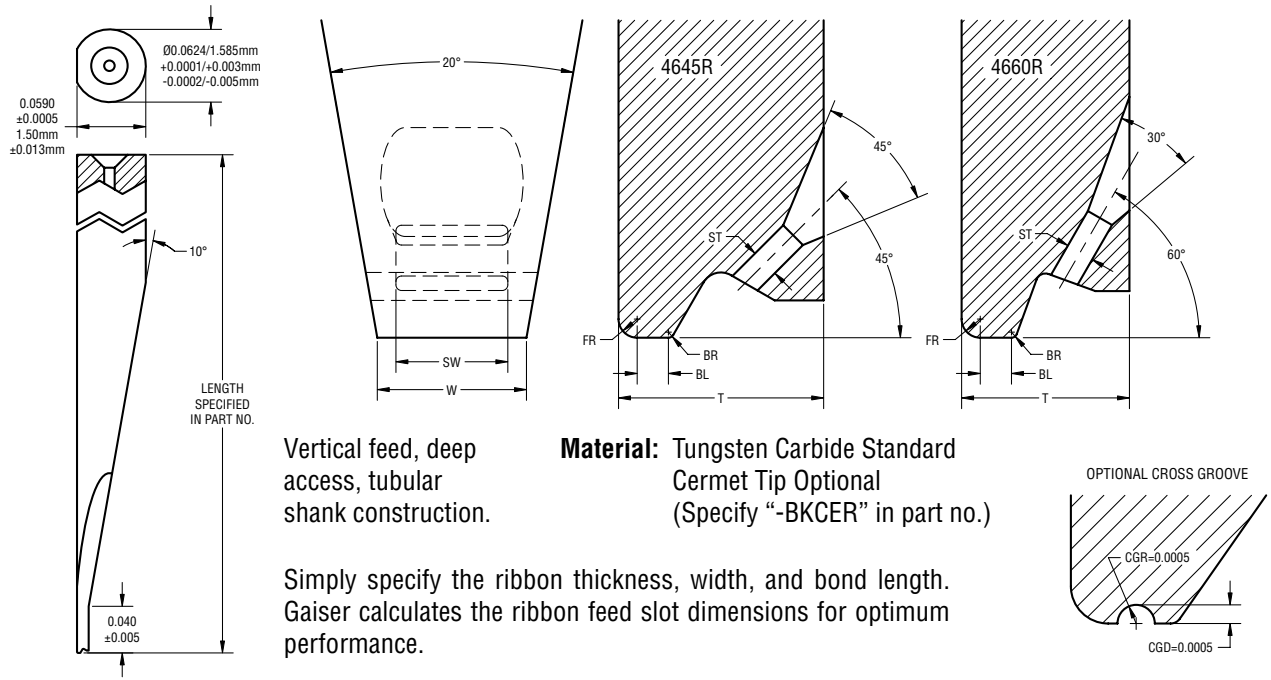 Ø0.0624/1.585mm
+0.0001/+0.003mm
-0.0002/-0.005mm
0.0590
±0.0005
1.50mm
±0.013mm
10°
LENGTH
SPECIFIED
IN PART NO.
0.040
±0.005
20°
SW
W
4645R
45°
ST
45°
FR
BR
BL
T
4660R
30°
ST
60°
FR
BR
BL
T
Vertical feed, deep
access, tubular
shank construction.
Material: Tungsten Carbide Standard
Cermet Tip Optional
(Specify “-BKCER” in part no.)
Simply specify the ribbon thickness, width, and bond length.
Gaiser calculates the ribbon feed slot dimensions for optimum
performance.
OPTIONAL CROSS GROOVE
CGR=0.0005
CGD=0.0005